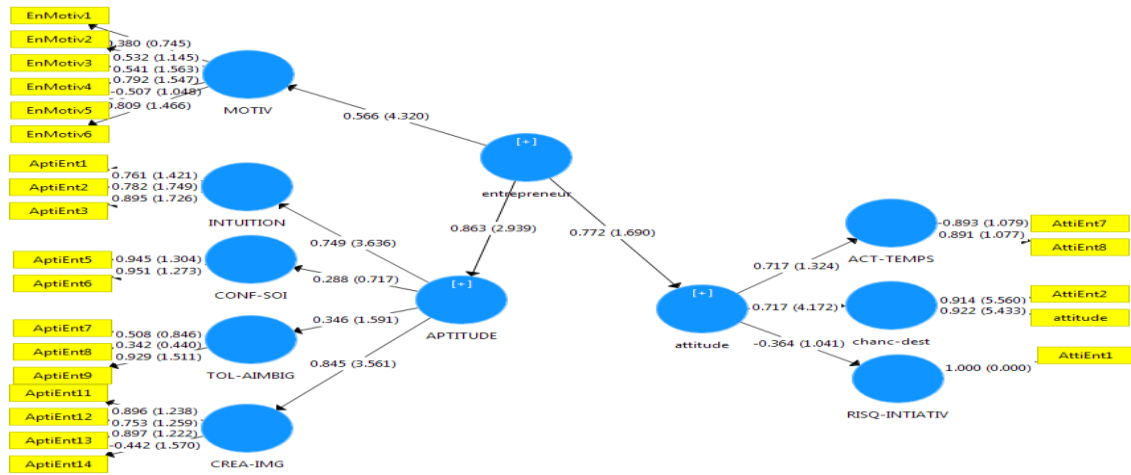 EnMotiv1
EnMotiv2
.380 (0.745)
EnMotiv3
0.532 (1.145)
0.541 (1.563)
EnMotiv4
0.792 (1.547)
-0.507 (1.048)
EnMotiv5
0.809 (1.466)
EnMotiv6
MOTIV
0.566 (4.320)
[+]
entrepreneur
AptiEnt1
0.761 (1.421)
AptiEnt2
0.782 (1.749)
0.895 (1.726)
AptiEnt3
INTUITION
0.863 (2.939)
0.772 (1.690)
0.749 (3.636)
AptiEnt5
0.945 (1.304)
0.951 (1.273)
AptiEnt6
CONF-SOI
0.288 (0.717)
[+]
APTITUDE
0.346 (1.591)
AptiEnt7
0.508 (0.846)
AptiEnt8
0.342 (0.440)
0.929 (1.511)
AptiEnt9
TOL-AIMBIG
0.845 (3.561)
AptiEnt11
0.896 (1.238)
AptiEnt12
0.753 (1.259)
AptiEnt13
0.897 (1.222)
-0.442 (1.570)
AptiEnt14
CREA-IMG
[+]
attitude
0.717 (1.324)
ACT-TEMPS
-0.893 (1.079)
0.891 (1.077)
AttiEnt7
AttiEnt8
0.717 (4.172)
chanc-dest
0.914 (5.560)
0.922 (5.433)
AttiEnt2
attitude
-0.364 (1.041)
RISQ-INTIATIV
1.000 (0.000)
AttiEnt1